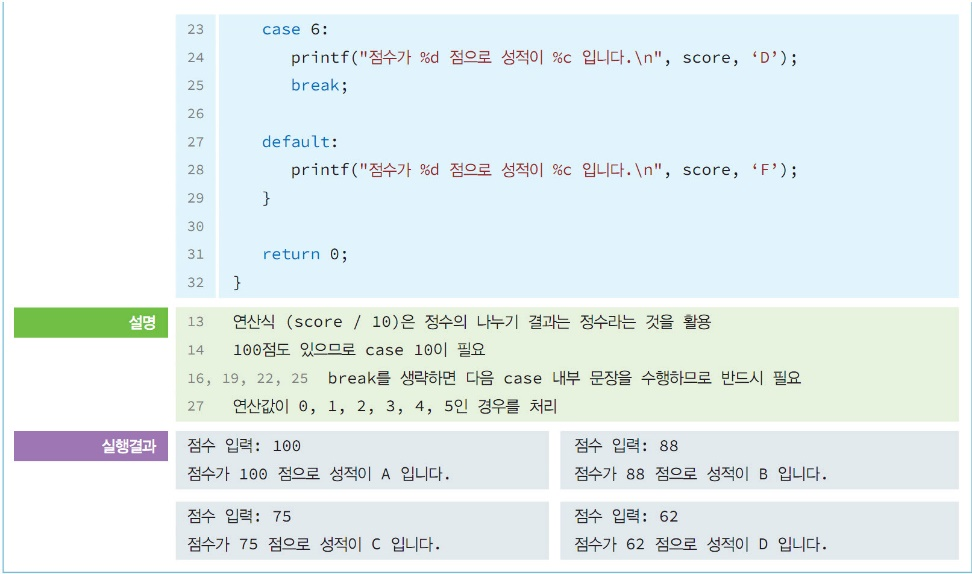 23 case 6:
24 printf("점수가 %d 점으로 성적이 %c 입니다.\n", score, ‘D’);
25 break;
26
27 default:
28 printf("점수가 %d 점으로 성적이 %c 입니다.\n", score, ‘F’);
29 }
30
31 return 0;
32 }
설명
13 연산식 (score / 10)은 정수의 나누기 결과는 정수라는 것을 활용
14 100점도 있으므로 case 10이 필요
16, 19, 22, 25 break를 생략하면 다음 case 내부 문장을 수행하므로 반드시 필요
27 연산값이 0, 1, 2, 3, 4, 5인 경우를 처리
실행결과
점수 입력: 100
점수가 100 점으로 성적이 A 입니다.
점수 입력: 88
점수가 88 점으로 성적이 B 입니다.
점수 입력: 75
점수가 75 점으로 성적이 C 입니다.
점수 입력: 62
점수가 62 점으로 성적이 D 입니다.